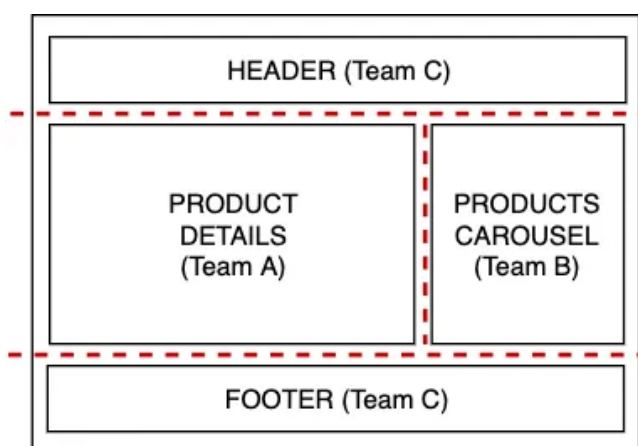 HEADER (Team C)
PRODUCT
DETAILS
(Team A)
PRODUCTS
CAROUSEL
(Team B)
FOOTER (Team C)